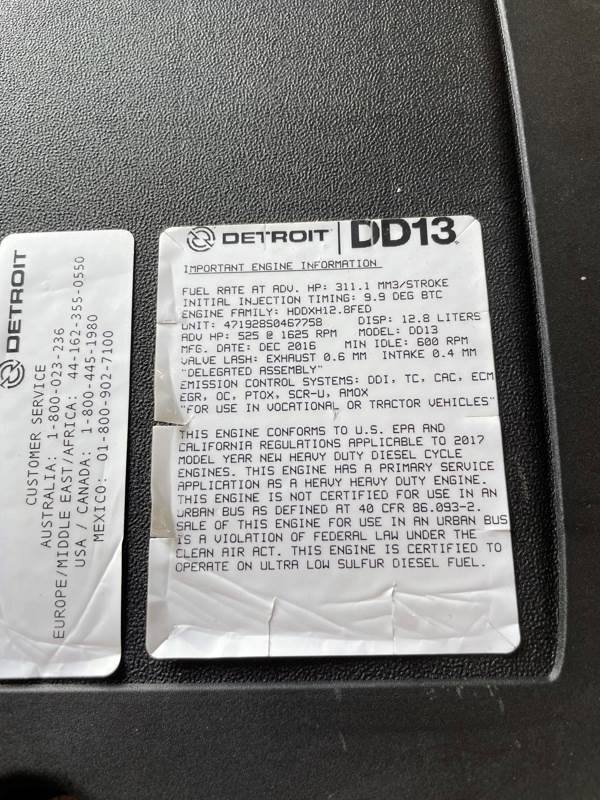 DETROIT
CUSTOMER SERVICE
AUSTRALIA: 1-800-023-236
EUROPE/MIDDLE EAST/AFRICA: 44-162-355-0550
USA / CANADA: 1-800-445-1980
MEXICO: 01-800-902-7100
DETROIT DD13
IMPORTANT ENGINE INFORMATION
FUEL RATE AT ADV. HP: 311.1 MM3/STROKE
INITIAL INJECTION TIMING: 9.9 DEG BTC
ENGINE FAMILY: HDDXH12.8FED
UNIT: 471928S0467758 DISP: 12.8 LITERS
ADV HP: 525 @ 1625 RPM MODEL: DD13
MFG. DATE: DEC 2016 MIN IDLE: 600 RPM
VALVE LASH: EXHAUST 0.6 MM INTAKE 0.4 MM
"DELEGATED ASSEMBLY"
EMISSION CONTROL SYSTEMS: DDI, TC, CAC, ECM
EGR, OC, PTOX, SCR-U, AMOX
"FOR USE IN VOCATIONAL OR TRACTOR VEHICLES"
THIS ENGINE CONFORMS TO U.S. EPA AND
CALIFORNIA REGULATIONS APPLICABLE TO 2017
MODEL YEAR NEW HEAVY DUTY DIESEL CYCLE
ENGINES. THIS ENGINE HAS A PRIMARY SERVICE
APPLICATION AS A HEAVY HEAVY DUTY ENGINE.
THIS ENGINE IS NOT CERTIFIED FOR USE IN AN
URBAN BUS AS DEFINED AT 40 CFR 86.093-2.
SALE OF THIS ENGINE FOR USE IN AN URBAN BUS
IS A VIOLATION OF FEDERAL LAW UNDER THE
CLEAN AIR ACT. THIS ENGINE IS CERTIFIED TO
OPERATE ON ULTRA LOW SULFUR DIESEL FUEL.